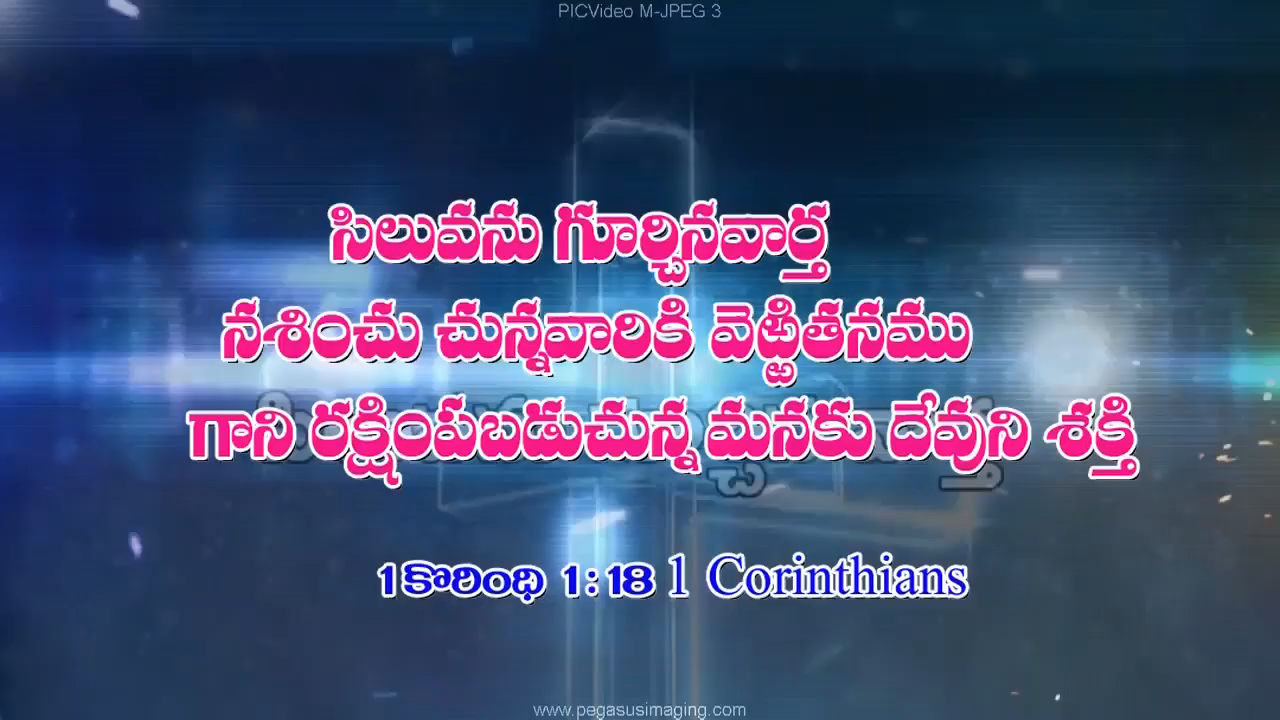 PICVideo M-JPEG 3
సిలువను గూర్చినవార్త
నశించు చున్నవారికి వెఱ్ఱితనము
గాని రక్షింపబడుచున్న మనకు దేవుని శక్తి
1 కొరింధి 1:18 1 Corinthians
www.pegasusimaging.com